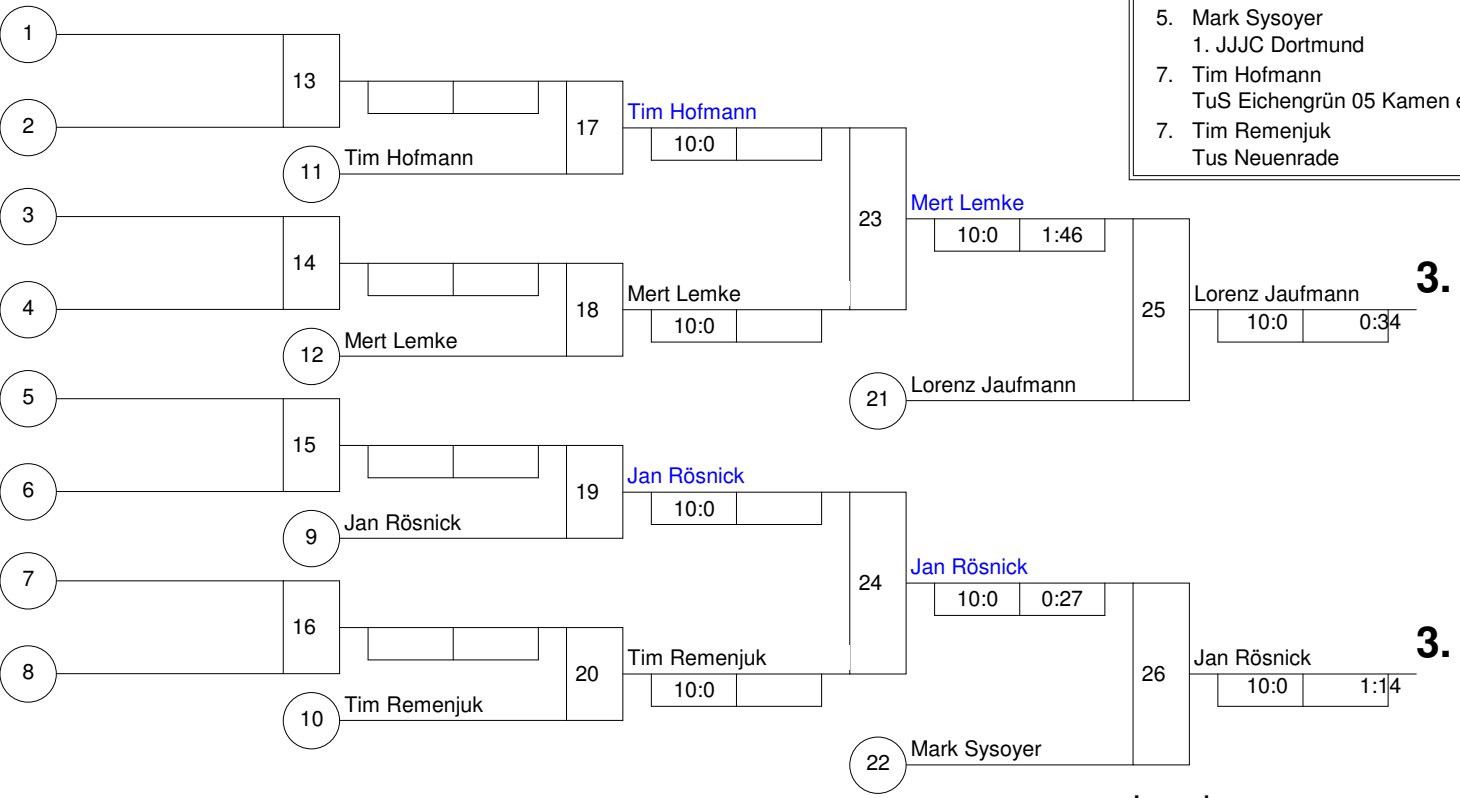 1
13
2
17
Tim Hofmann
10:0
11
Tim Hofmann
3
14
4
18
Mert Lemke
10:0
12
Mert Lemke
23
Mert Lemke
10:0 1:46
5
15
6
19
Jan Rösnick
10:0
9
Jan Rösnick
7
16
8
20
Tim Remenjuk
10:0
10
Tim Remenjuk
24
Jan Rösnick
10:0 0:27
25
Lorenz Jaufmann
10:0 0:34
3.
21
Lorenz Jaufmann
26
Jan Rösnick
10:0 1:14
3.
22
Mark Sysoyer
5. Mark Sysoyer
1. JJJC Dortmund
7. Tim Hofmann
TuS Eichengrün 05 Kamen e
7. Tim Remenjuk
Tus Neuenrade